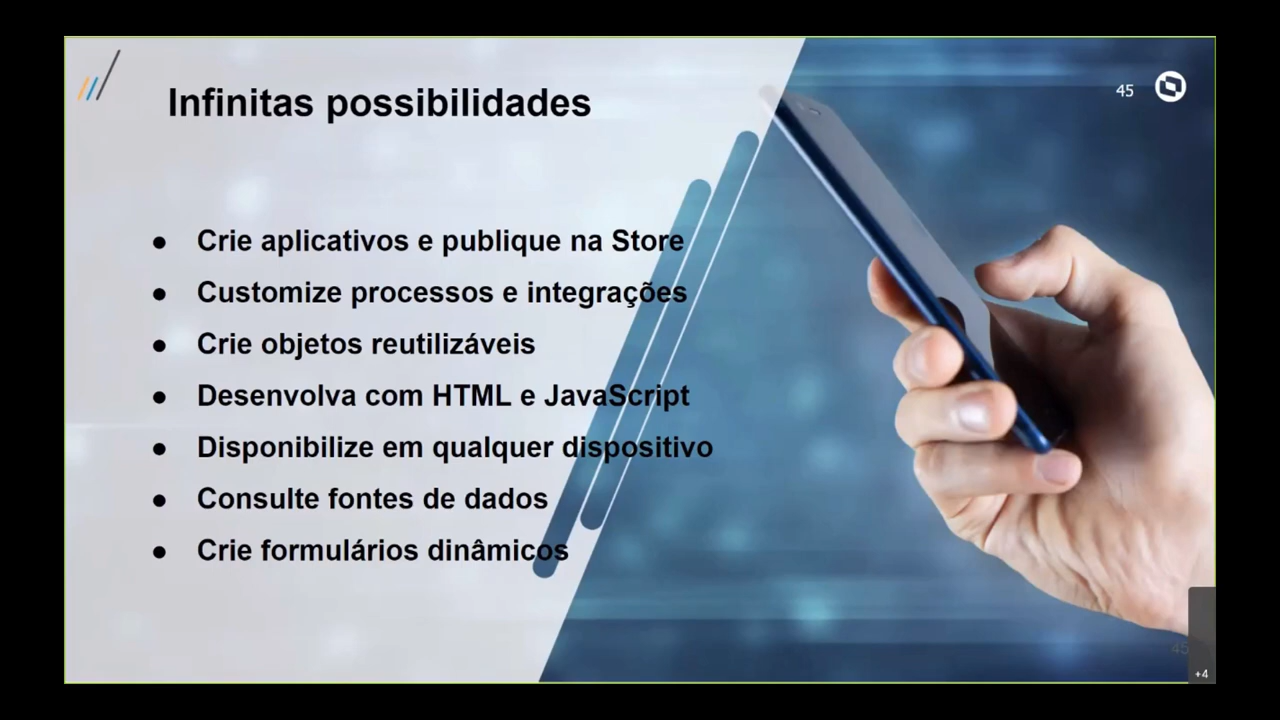 Infinitas possibilidades
45
● Crie aplicativos e publique na Store
● Customize processos e integrações
● Crie objetos reutilizáveis
● Desenvolva com HTML e JavaScript
● Disponibilize em qualquer dispositivo
● Consulte fontes de dados
● Crie formulários dinâmicos
45
+4